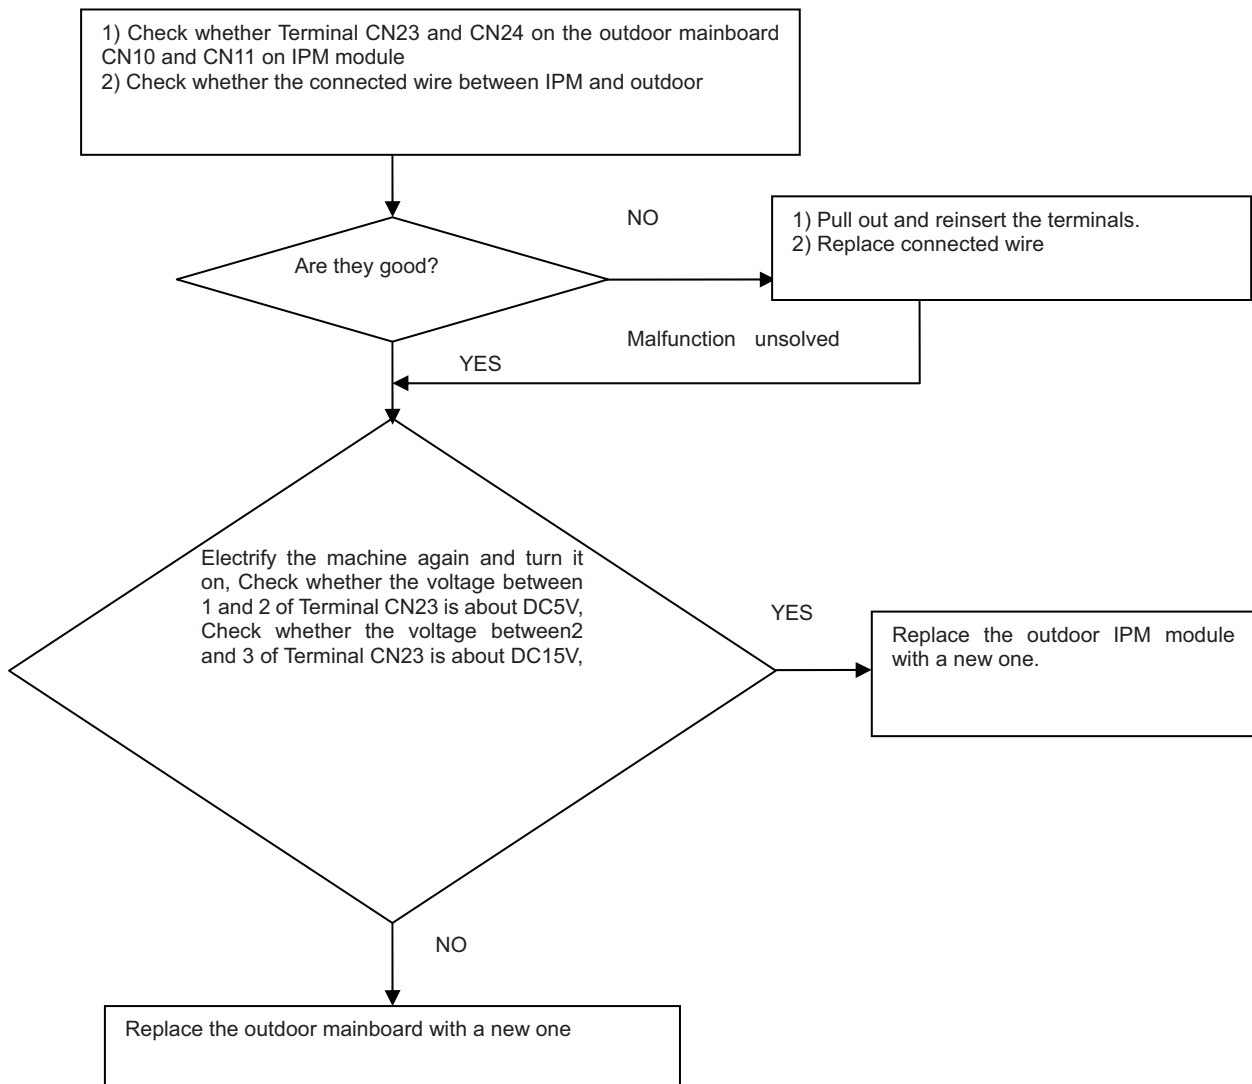 1) Check whether Terminal CN23 and CN24 on the outdoor mainboard
CN10 and CN11 on IPM module
2) Check whether the connected wire between IPM and outdoor
Are they good?
NO
1) Pull out and reinsert the terminals.
2) Replace connected wire
Malfunction unsolved
YES
Electrify the machine again and turn it
on, Check whether the voltage between
1 and 2 of Terminal CN23 is about DC5V,
Check whether the voltage between2
and 3 of Terminal CN23 is about DC15V,
YES
Replace the outdoor IPM module
with a new one.
NO
Replace the outdoor mainboard with a new one